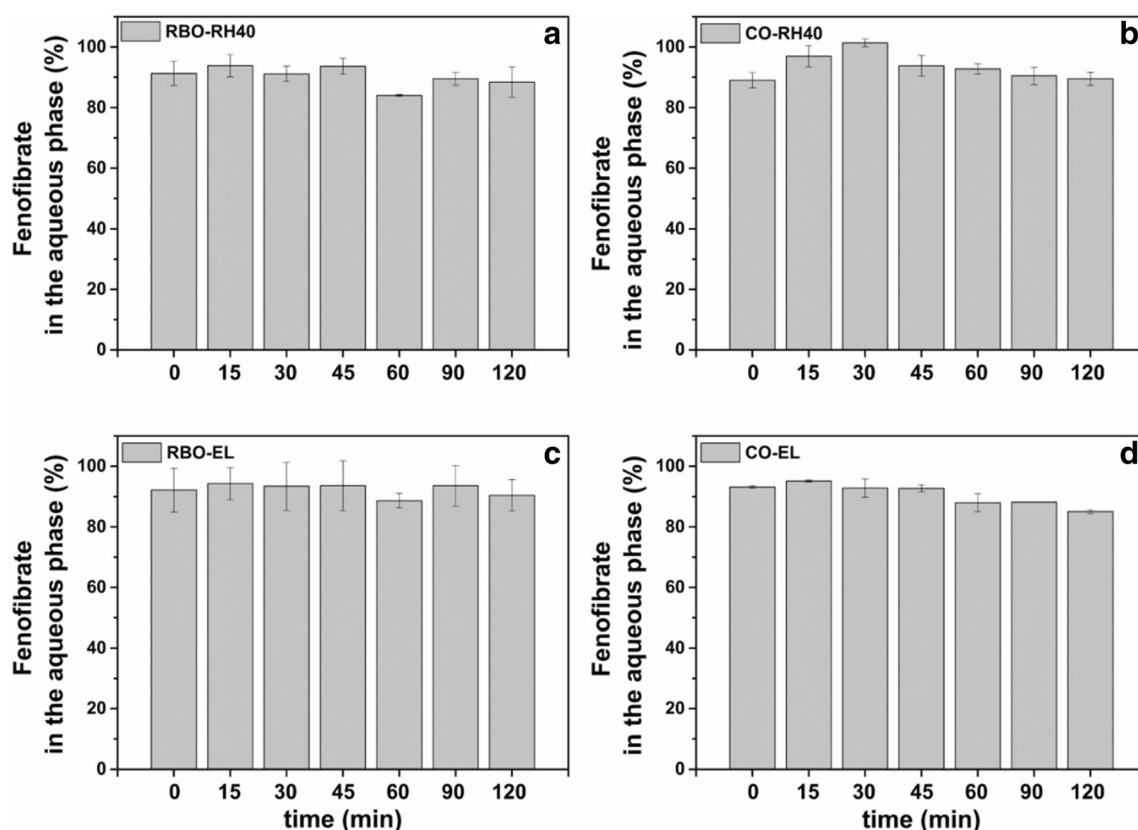 RBO-RH40
a
Fenofibrate
in the aqueous phase (%)
100
80
60
40
20
0
0 15 30 45 60 90 120
CO-RH40
b
Fenofibrate
in the aqueous phase (%)
100
80
60
40
20
0
0 15 30 45 60 90 120
RBO-EL
c
Fenofibrate
in the aqueous phase (%)
100
80
60
40
20
0
0 15 30 45 60 90 120
time (min)
CO-EL
d
Fenofibrate
in the aqueous phase (%)
100
80
60
40
20
0
0 15 30 45 60 90 120
time (min)